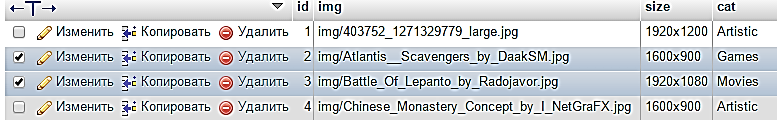 id img size cat
Изменить Копировать Удалить 1 img/403752_1271329779_large.jpg 1920x1200 Artistic
Изменить Копировать Удалить 2 img/Atlantis__Scavengers_by_DaakSM.jpg 1600x900 Games
Изменить Копировать Удалить 3 img/Battle_Of_Lepanto_by_Radojavor.jpg 1920x1080 Movies
Изменить Копировать Удалить 4 img/Chinese_Monastery_Concept_by_I_NetGraFX.jpg 1600x900 Artistic